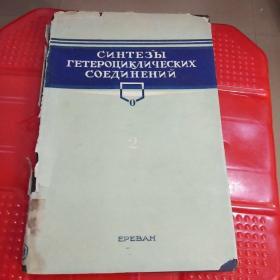 СИНТЕЗЫ
ГЕТЕРОЦИКЛИЧЕСКИХ
СОЕДИНЕНИЙ
О
2
ЕРЕВАН